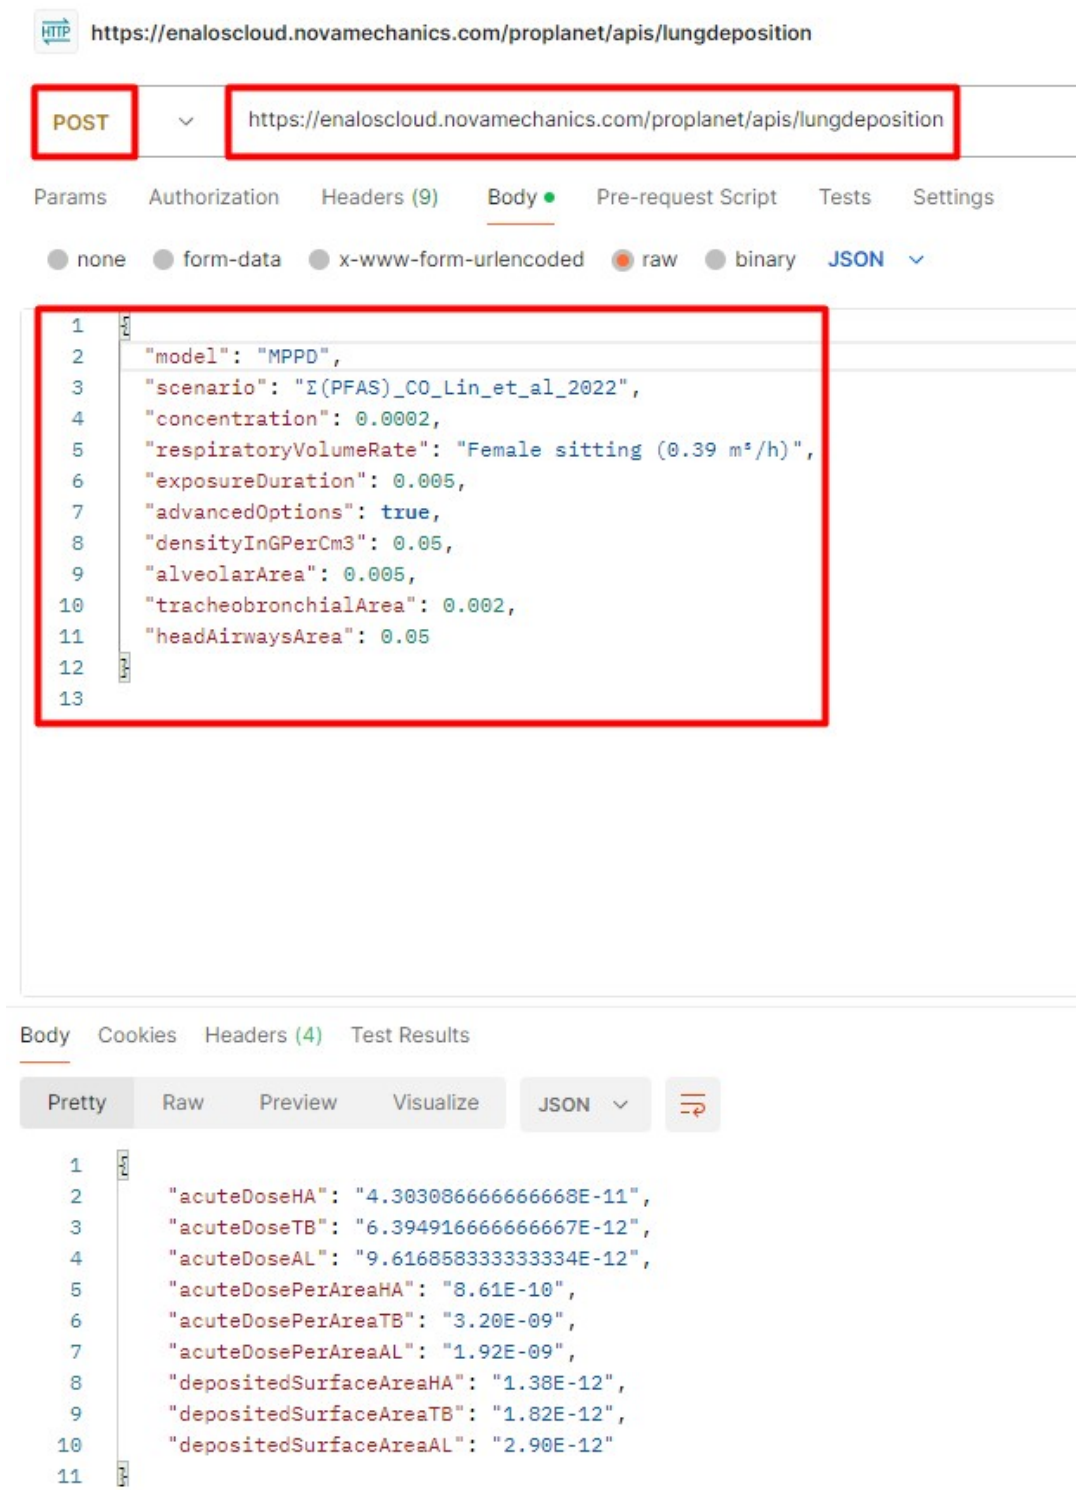 HTTP https://enaloscloud.novamechanics.com/proplanet/apis/lungdeposition
POST https://enaloscloud.novamechanics.com/proplanet/apis/lungdeposition
Params Authorization Headers (9) Body Pre-request Script Tests Settings
none form-data x-www-form-urlencoded raw binary JSON
1 {
2 "model": "MPPD",
3 "scenario": "Σ(PFAS)_CO_Lin_et_al_2022",
4 "concentration": 0.0002,
5 "respiratoryVolumeRate": "Female sitting (0.39 m³/h)",
6 "exposureDuration": 0.005,
7 "advancedOptions": true,
8 "densityInGPerCm3": 0.05,
9 "alveolarArea": 0.005,
10 "tracheobronchialArea": 0.002,
11 "headAirwaysArea": 0.05
12 }
13
Body Cookies Headers (4) Test Results
Pretty Raw Preview Visualize JSON
1 {
2 "acuteDoseHA": "4.303086666666668E-11",
3 "acuteDoseTB": "6.394916666666667E-12",
4 "acuteDoseAL": "9.616858333333334E-12",
5 "acuteDosePerAreaHA": "8.61E-10",
6 "acuteDosePerAreaTB": "3.20E-09",
7 "acuteDosePerAreaAL": "1.92E-09",
8 "depositedSurfaceAreaHA": "1.38E-12",
9 "depositedSurfaceAreaTB": "1.82E-12",
10 "depositedSurfaceAreaAL": "2.90E-12"
11 }